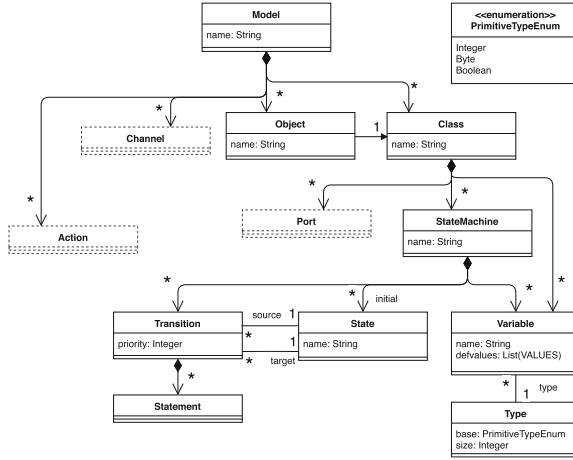 Model
name: String
<<enumeration>>
PrimitiveTypeEnum
Integer
Byte
Boolean
*
*
*
*
Channel
Object
name: String
1
Class
name: String
Action
*
*
*
Port
StateMachine
name: String
*
*
initial
*
*
Transition
priority: Integer
source
1
*
1
*
target
State
name: String
Variable
name: String
defvalues: List(VALUES)
*
Statement
*
type
1
Type
base: PrimitiveTypeEnum
size: Integer